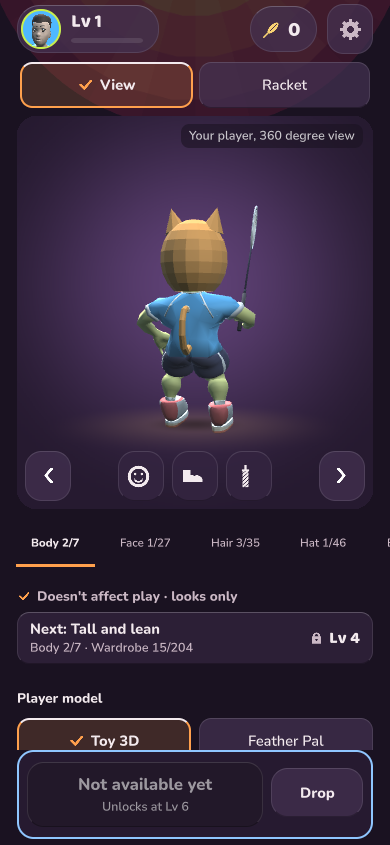 Lv 1
0
View
Racket
Your player, 360 degree view
Body 2/7
Face 1/27
Hair 3/35
Hat 1/46
Doesn't affect play · looks only
Next: Tall and lean
Body 2/7 · Wardrobe 15/204
Lv 4
Player model
Toy 3D
Feather Pal
Not available yet
Unlocks at Lv 6
Drop